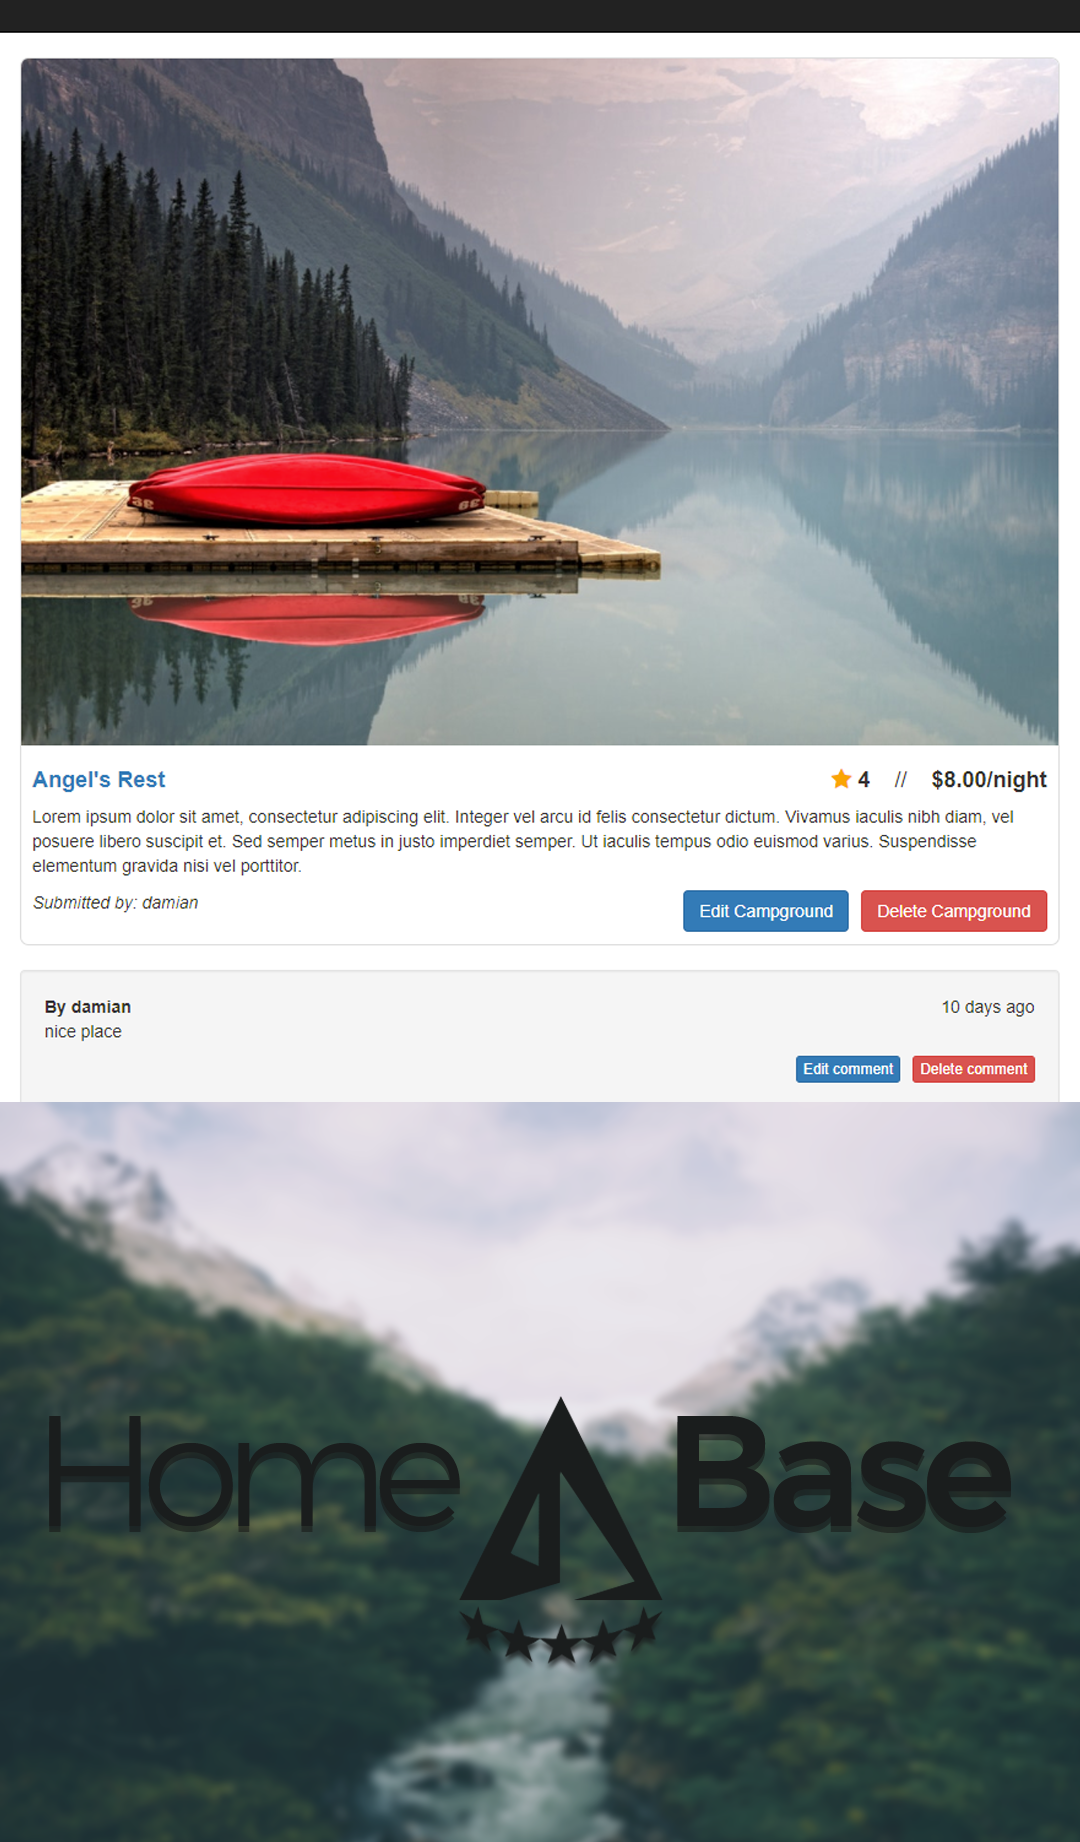 36 36
Angel's Rest 4 // $8.00/night
Lorem ipsum dolor sit amet, consectetur adipiscing elit. Integer vel arcu id felis consectetur dictum. Vivamus iaculis nibh diam, vel
posuere libero suscipit et. Sed semper metus in justo imperdiet semper. Ut iaculis tempus odio euismod varius. Suspendisse
elementum gravida nisi vel porttitor.
Submitted by: damian
Edit Campground Delete Campground
By damian 10 days ago
nice place
Edit comment Delete comment
Home Base